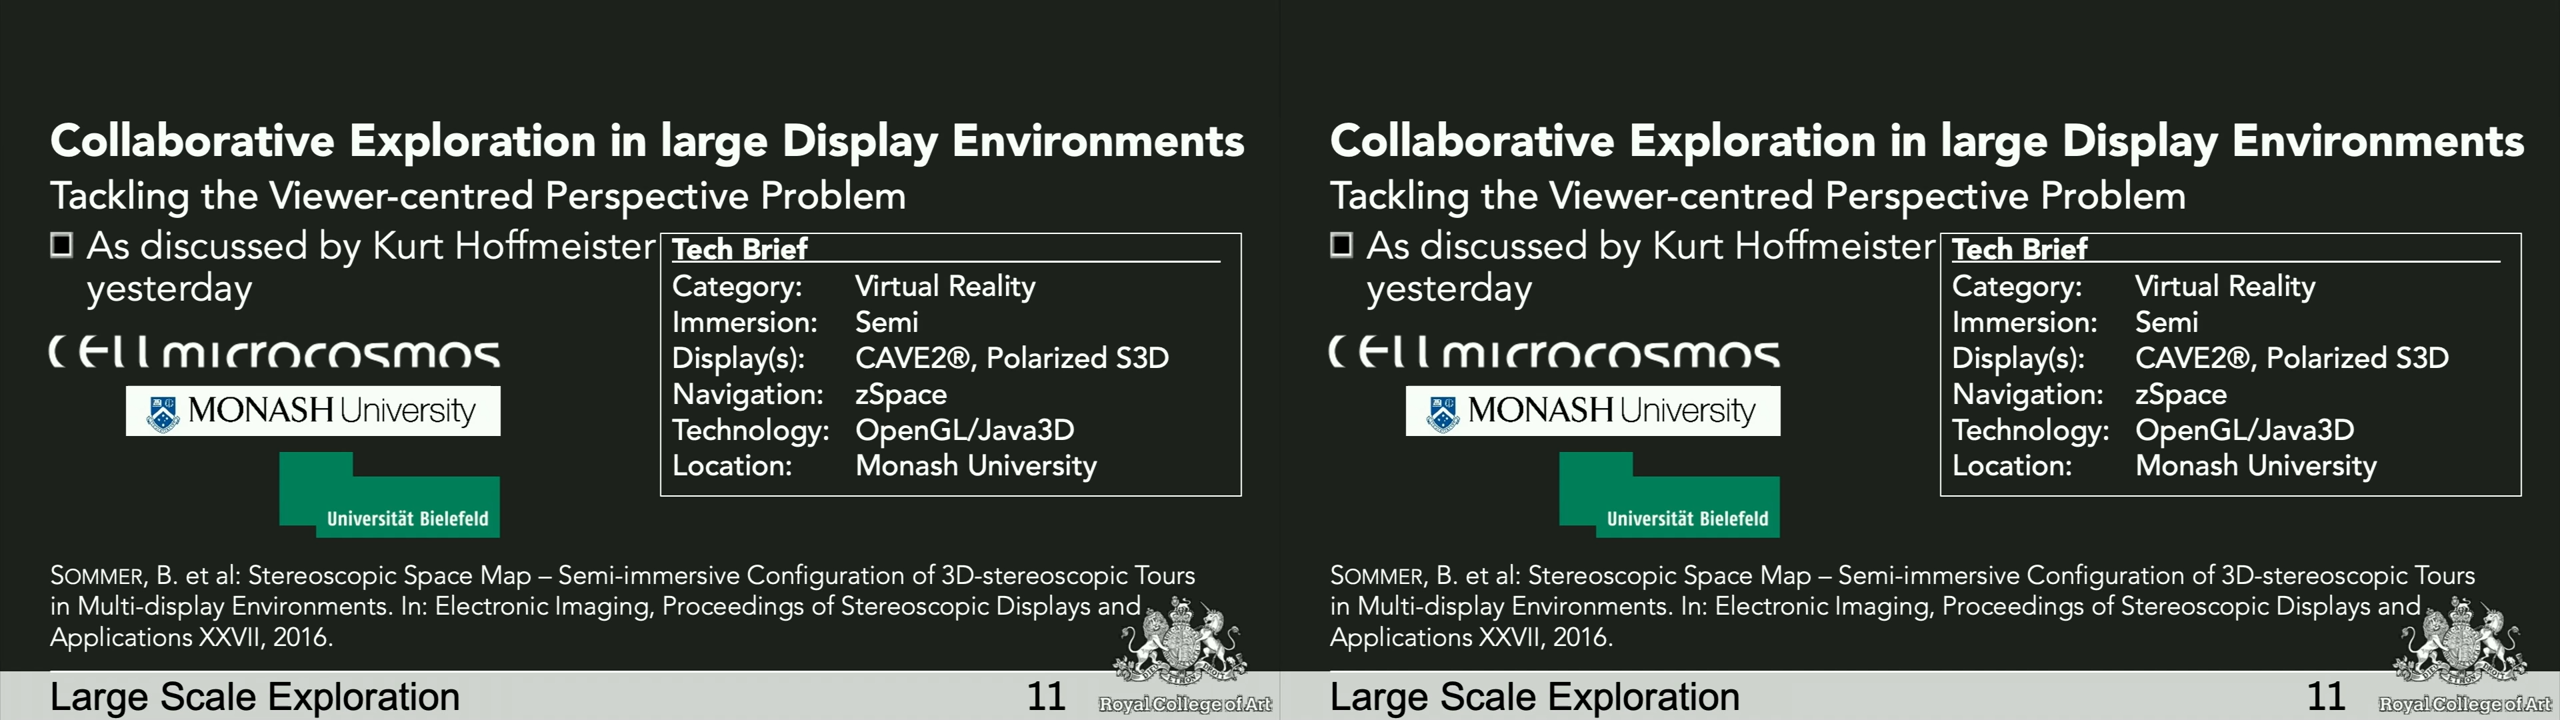 Collaborative Exploration in large Display Environments
Tackling the Viewer-centred Perspective Problem
As discussed by Kurt Hoffmeister
yesterday
CELLmicrocosmos
MONASH University
Universität Bielefeld
Tech Brief
Category: Virtual Reality
Immersion: Semi
Display(s): CAVE2®, Polarized S3D
Navigation: zSpace
Technology: OpenGL/Java3D
Location: Monash University
SOMMER, B. et al: Stereoscopic Space Map – Semi-immersive Configuration of 3D-stereoscopic Tours
in Multi-display Environments. In: Electronic Imaging, Proceedings of Stereoscopic Displays and
Applications XXVII, 2016.
Large Scale Exploration
11
Royal College of Art
Collaborative Exploration in large Display Environments
Tackling the Viewer-centred Perspective Problem
As discussed by Kurt Hoffmeister
yesterday
CELLmicrocosmos
MONASH University
Universität Bielefeld
Tech Brief
Category: Virtual Reality
Immersion: Semi
Display(s): CAVE2®, Polarized S3D
Navigation: zSpace
Technology: OpenGL/Java3D
Location: Monash University
SOMMER, B. et al: Stereoscopic Space Map – Semi-immersive Configuration of 3D-stereoscopic Tours
in Multi-display Environments. In: Electronic Imaging, Proceedings of Stereoscopic Displays and
Applications XXVII, 2016.
Large Scale Exploration
11
Royal College of Art